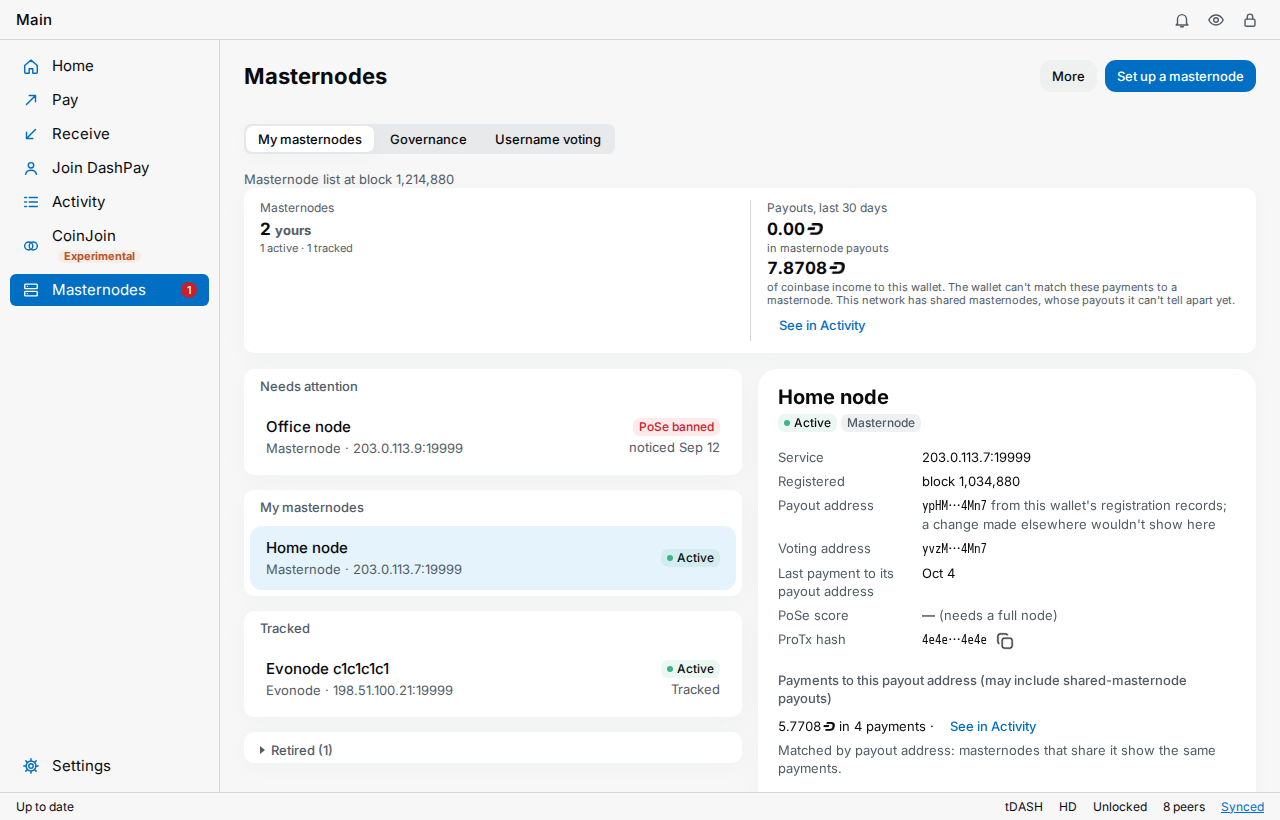 Main
Home
Pay
Receive
Join DashPay
Activity
CoinJoin
Experimental
Masternodes 1
Settings
Masternodes
More
Set up a masternode
My masternodes Governance Username voting
Masternode list at block 1,214,880
Masternodes
2 yours
1 active · 1 tracked
Payouts, last 30 days
0.00
in masternode payouts
7.8708
of coinbase income to this wallet. The wallet can't match these payments to a
masternode. This network has shared masternodes, whose payouts it can't tell apart yet.
See in Activity
Needs attention
Office node PoSe banned
Masternode · 203.0.113.9:19999 noticed Sep 12
My masternodes
Home node
Masternode · 203.0.113.7:19999
Active
Tracked
Evonode c1c1c1c1 Active
Evonode · 198.51.100.21:19999 Tracked
Retired (1)
Home node
Active Masternode
Service 203.0.113.7:19999
Registered block 1,034,880
Payout address ypHM···4Mn7 from this wallet's registration records;
a change made elsewhere wouldn't show here
Voting address yvzM···4Mn7
Last payment to its Oct 4
payout address
PoSe score — (needs a full node)
ProTx hash 4e4e···4e4e
Payments to this payout address (may include shared-masternode
payouts)
5.7708 in 4 payments · See in Activity
Matched by payout address: masternodes that share it show the same
payments.
Up to date
tDASH HD Unlocked 8 peers Synced